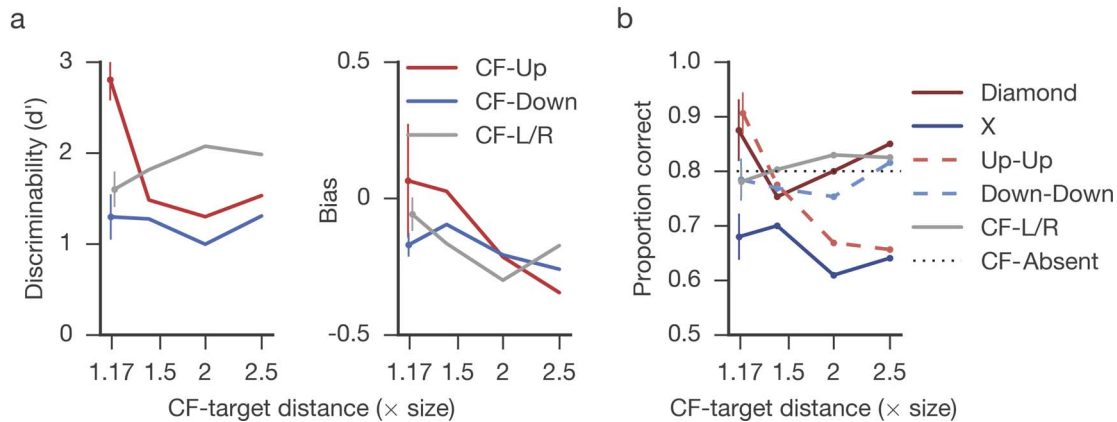 a
b
3
2
1
0
Discriminability (d')
1.17 1.5 2 2.5
0.5
0
-0.5
Bias
CF-Up
CF-Down
CF-L/R
1.17 1.5 2 2.5
CF-target distance (× size)
1.0
0.9
0.8
0.7
0.6
0.5
Proportion correct
Diamond
X
Up-Up
Down-Down
CF-L/R
CF-Absent
1.17 1.5 2 2.5
CF-target distance (× size)